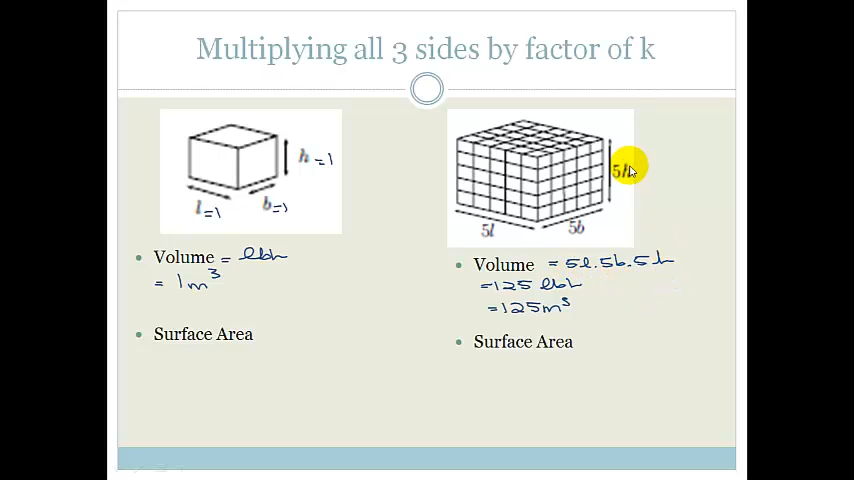 Multiplying all 3 sides by factor of k
h =1
l =1
b =1
Volume = lbh
= 1m³
Surface Area
5h
5l
5b
Volume = 5l.5b.5h
=125 lbh
=125m³
Surface Area